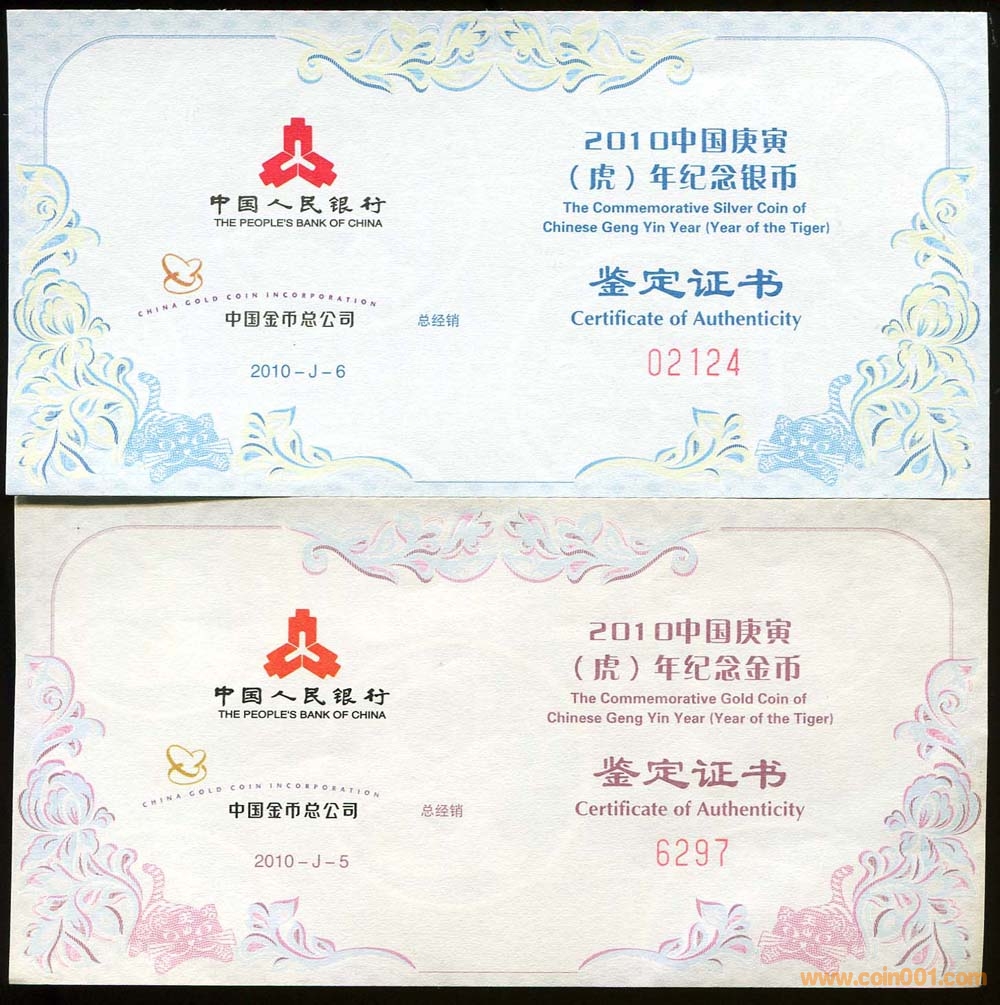 中国人民银行
THE PEOPLE'S BANK OF CHINA
CHINA GOLD COIN INCORPORATION
中国金币总公司 总经销
2010-J-6
2010中国庚寅
(虎)年纪念银币
The Commemorative Silver Coin of
Chinese Geng Yin Year (Year of the Tiger)
鉴定证书
Certificate of Authenticity
02124
中国人民银行
THE PEOPLE'S BANK OF CHINA
CHINA GOLD COIN INCORPORATION
中国金币总公司 总经销
2010-J-5
2010中国庚寅
(虎)年纪念金币
The Commemorative Gold Coin of
Chinese Geng Yin Year (Year of the Tiger)
鉴定证书
Certificate of Authenticity
6297
www.coin001.com